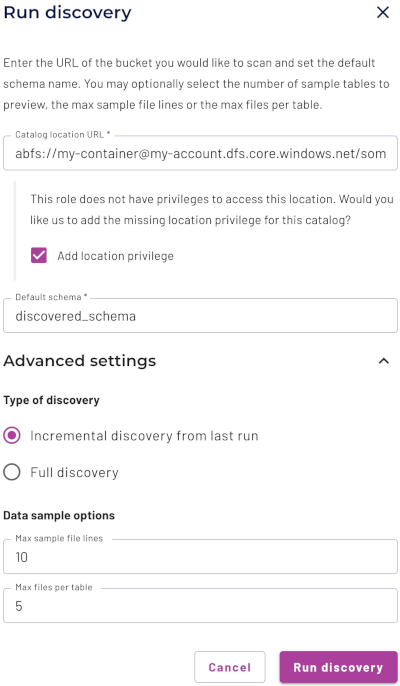 Run discovery
Enter the URL of the bucket you would like to scan and set the default
schema name. You may optionally select the number of sample tables to
preview, the max sample file lines or the max files per table.
Catalog location URL *
abfs://my-container@my-account.dfs.core.windows.net/som
This role does not have privileges to access this location. Would you
like us to add the missing location privilege for this catalog?
Add location privilege
Default schema *
discovered_schema
Advanced settings
Type of discovery
Incremental discovery from last run
Full discovery
Data sample options
Max sample file lines
10
Max files per table
5
Cancel
Run discovery